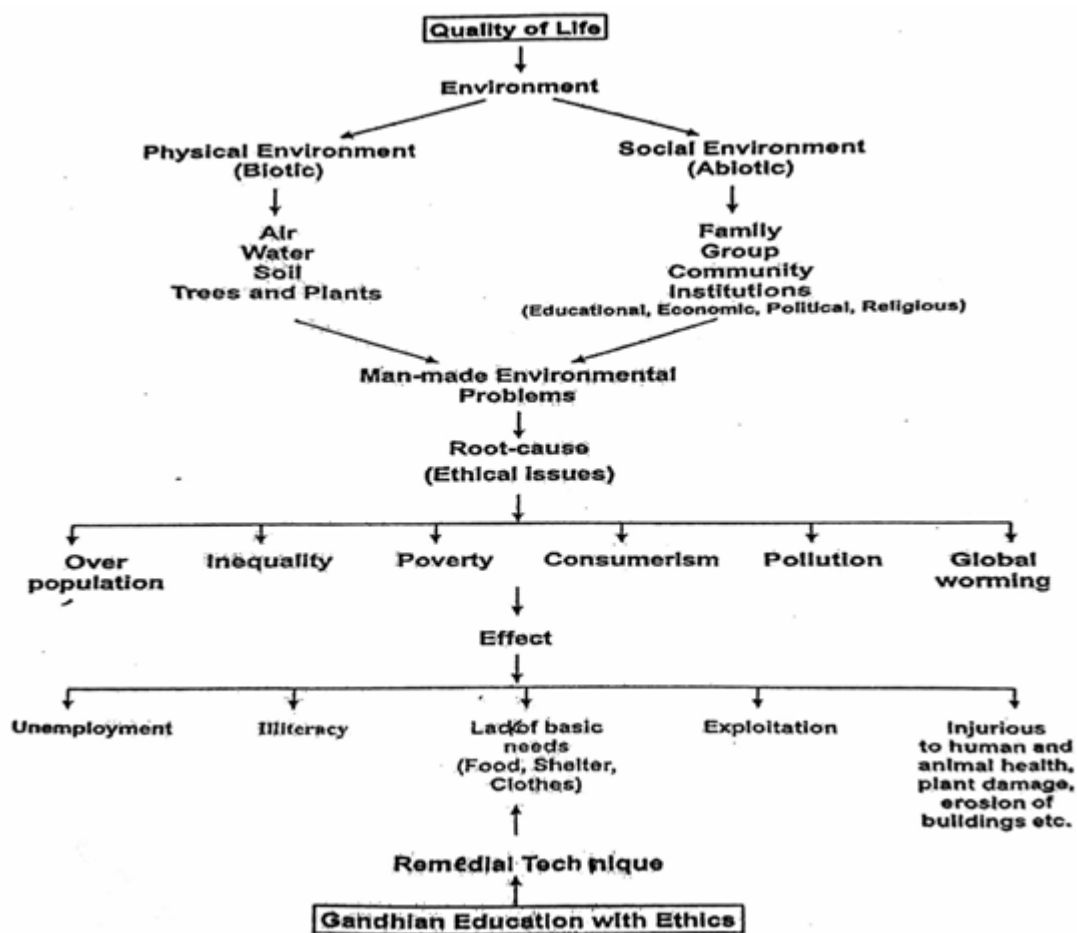 Quality of Life
Environment
Physical Environment
(Biotic)
Social Environment
(Abiotic)
Air
Water
Soil
Trees and Plants
Family
Group
Community
Institutions
(Educational, Economic, Political, Religious)
Man-made Environmental
Problems
Root-cause
(Ethical issues)
Over
population
Inequality
Poverty
Consumerism
Pollution
Global
worming
Effect
Unemployment
Illiteracy
Lack of basic
needs
(Food, Shelter,
Clothes)
Exploitation
Injurious
to human and
animal health,
plant damage,
erosion of
buildings etc.
Remedial Technique
Gandhian Education with Ethics